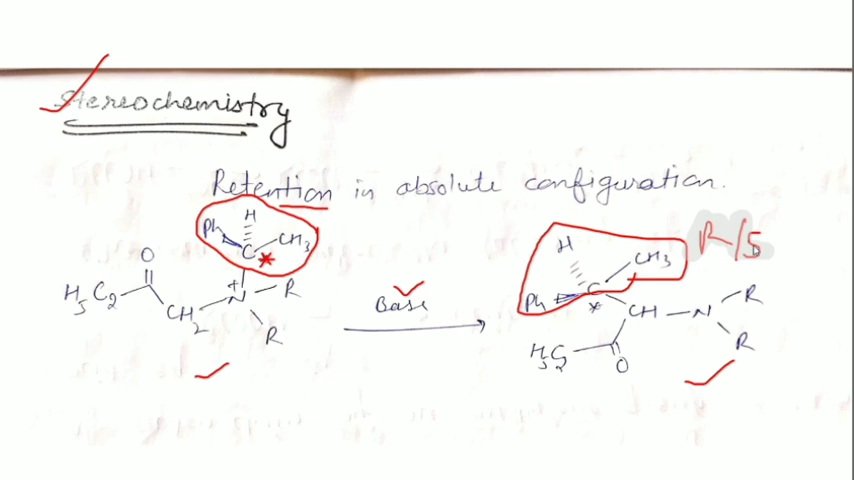 Stereochemistry
Retention in absolute configuration.
H
Ph
CH3
C *
O
H5C2
CH2
+
N
R
R
Base
H
CH3
Ph
C
*
CH
N
R
R
H5C2
O
R/S